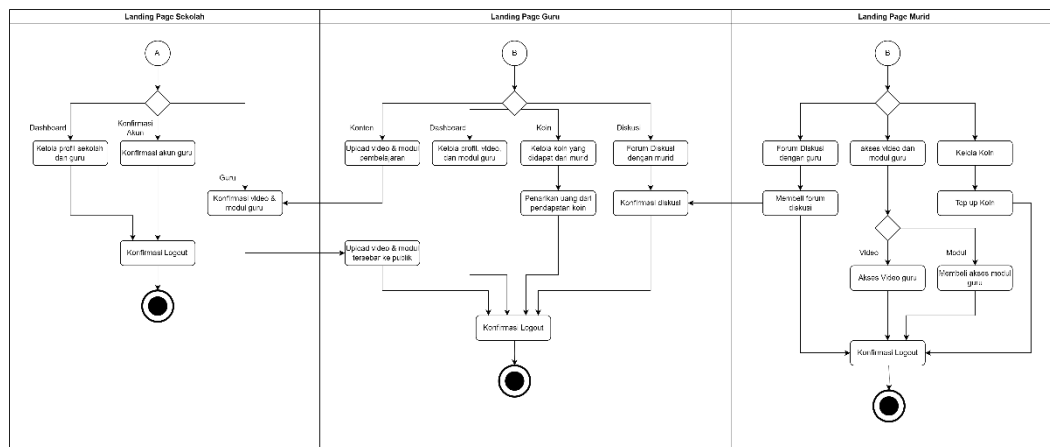 Landing Page Sekolah
Landing Page Guru
Landing Page Murid
A
B
B
Dashboard
Konfirmasi
Akun
Kelola profil sekolah
dan guru
Konfirmasi akun guru
Guru
Konfirmasi video &
modul guru
Konfirmasi Logout
Konten
Dashboard
Koin
Diskusi
Upload video & modul
pembelajaran
Kelola profil, video,
dan modul guru
Kelola koin yang
didapat dari murid
Forum Diskusi
dengan murid
Penarikan uang dari
pendapatan koin
Konfirmasi diskusi
Upload video & modul
tersebar ke publik
Konfirmasi Logout
Forum Diskusi
dengan guru
akses video dan
modul guru
Kelola Koin
Membeli forum
diskusi
Top up Koin
Video
Modul
Akses Video guru
Membeli akses modul
guru
Konfirmasi Logout